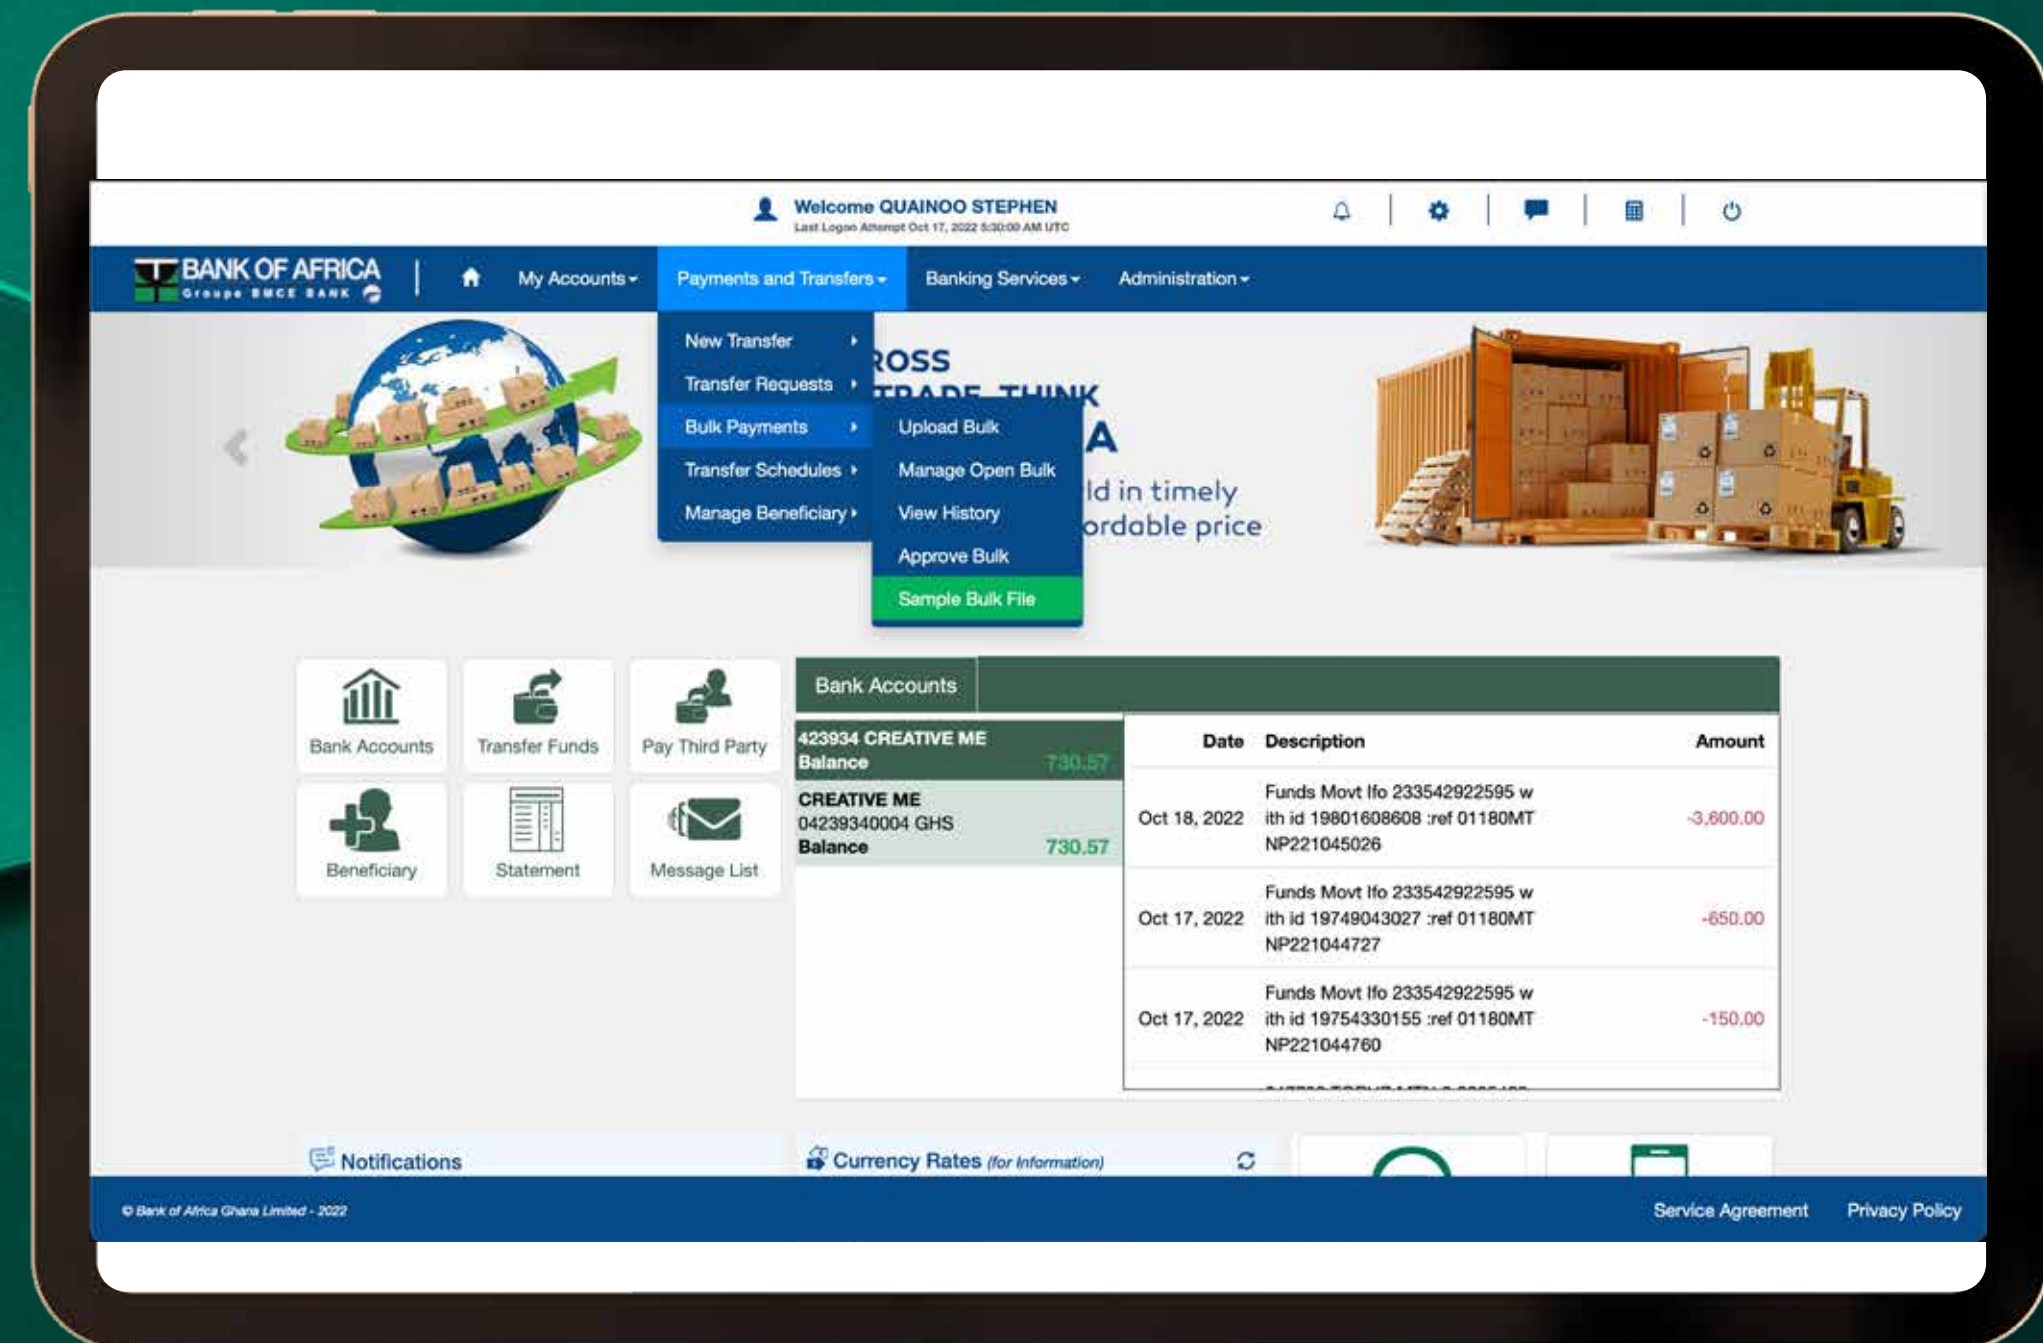 Welcome QUAINOO STEPHEN
Last Logon Attempt Oct 17, 2022 5:30:00 AM UTC
BANK OF AFRICA
Groupe BMCE BANK
My Accounts
Payments and Transfers
Banking Services
Administration
New Transfer
Transfer Requests
Bulk Payments
Transfer Schedules
Manage Beneficiary
Upload Bulk
Manage Open Bulk
View History
Approve Bulk
Sample Bulk File
ROSS
TRADE, THINK
A
ld in timely
ordable price
Bank Accounts
Transfer Funds
Pay Third Party
Beneficiary
Statement
Message List
Bank Accounts
423934 CREATIVE ME
Balance 730.57
CREATIVE ME
04239340004 GHS
Balance 730.57
Date Description Amount
Funds Movt Ifo 233542922595 w
Oct 18, 2022 ith id 19801608608 :ref 01180MT -3,600.00
NP221045026
Funds Movt Ifo 233542922595 w
Oct 17, 2022 ith id 19749043027 :ref 01180MT -650.00
NP221044727
Funds Movt Ifo 233542922595 w
Oct 17, 2022 ith id 19754330155 :ref 01180MT -150.00
NP221044760
Notifications
Currency Rates (for Information)
© Bank of Africa Ghana Limited - 2022
Service Agreement Privacy Policy